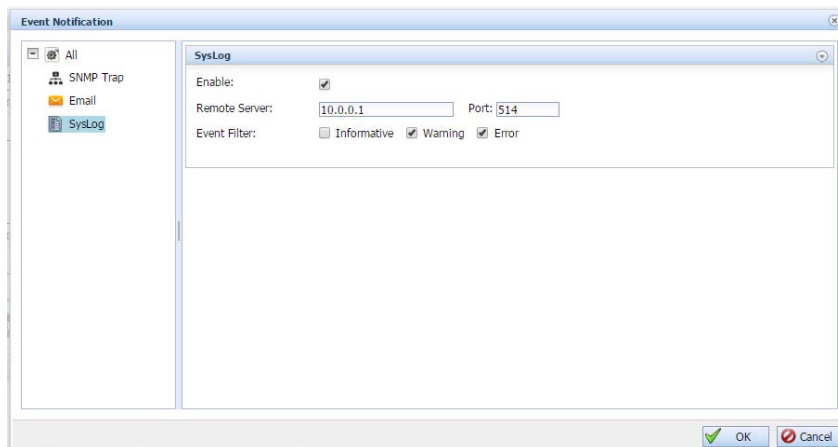 Event Notification
All
SNMP Trap
Email
SysLog
SysLog
Enable:
Remote Server: 10.0.0.1 Port: 514
Event Filter: Informative Warning Error
OK Cancel